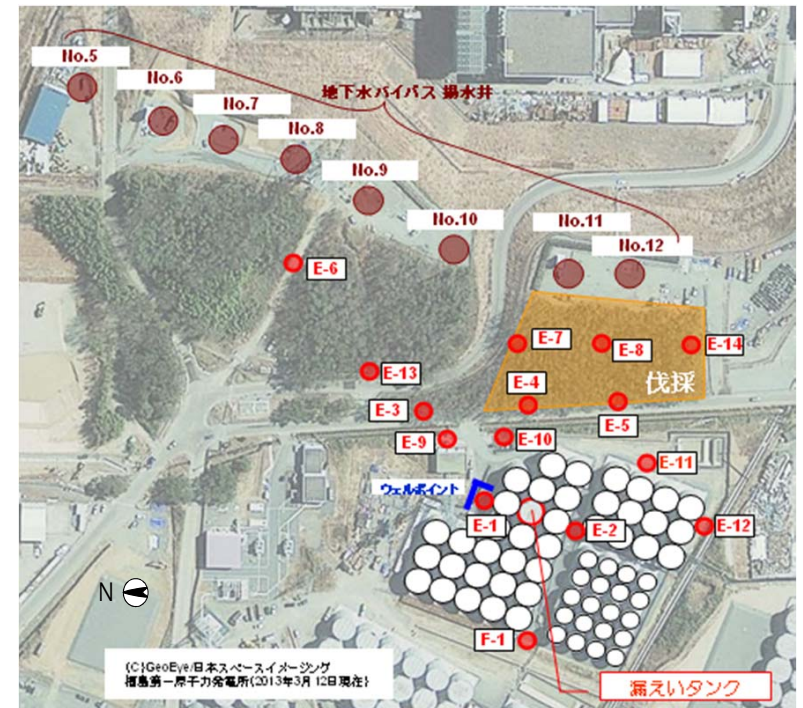 No.5
No.6
No.7
No.8
地下水バイパス 揚水井
No.9
No.10
No.11
No.12
E-6
E-7
E-8
E-14
E-13
伐採
E-4
E-3
E-5
E-9
E-10
E-11
ウェルポイント
E-1
E-2
E-12
N
F-1
(C)GeoEye/日本スペースイメージング
福島第一原子力発電所(2013年3月12日現在)
漏えいタンク